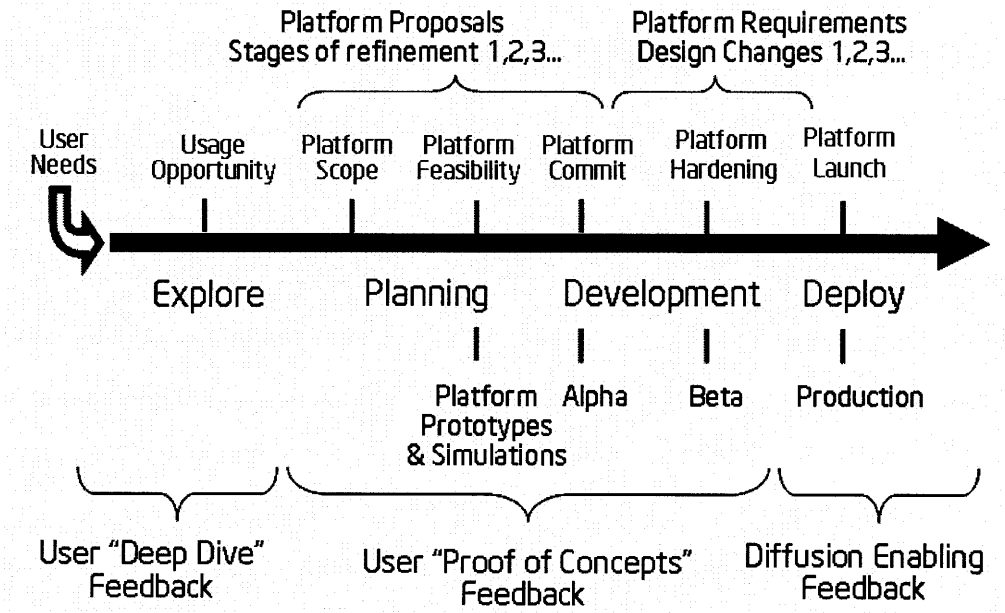 Platform Proposals
Stages of refinement 1,2,3...
Platform Requirements
Design Changes 1,2,3...
User
Needs
Usage
Opportunity
Platform
Scope
Platform
Feasibility
Platform
Commit
Platform
Hardening
Platform
Launch
Explore
Planning
Development
Deploy
Platform
Prototypes
& Simulations
Alpha
Beta
Production
User "Deep Dive"
Feedback
User "Proof of Concepts"
Feedback
Diffusion Enabling
Feedback